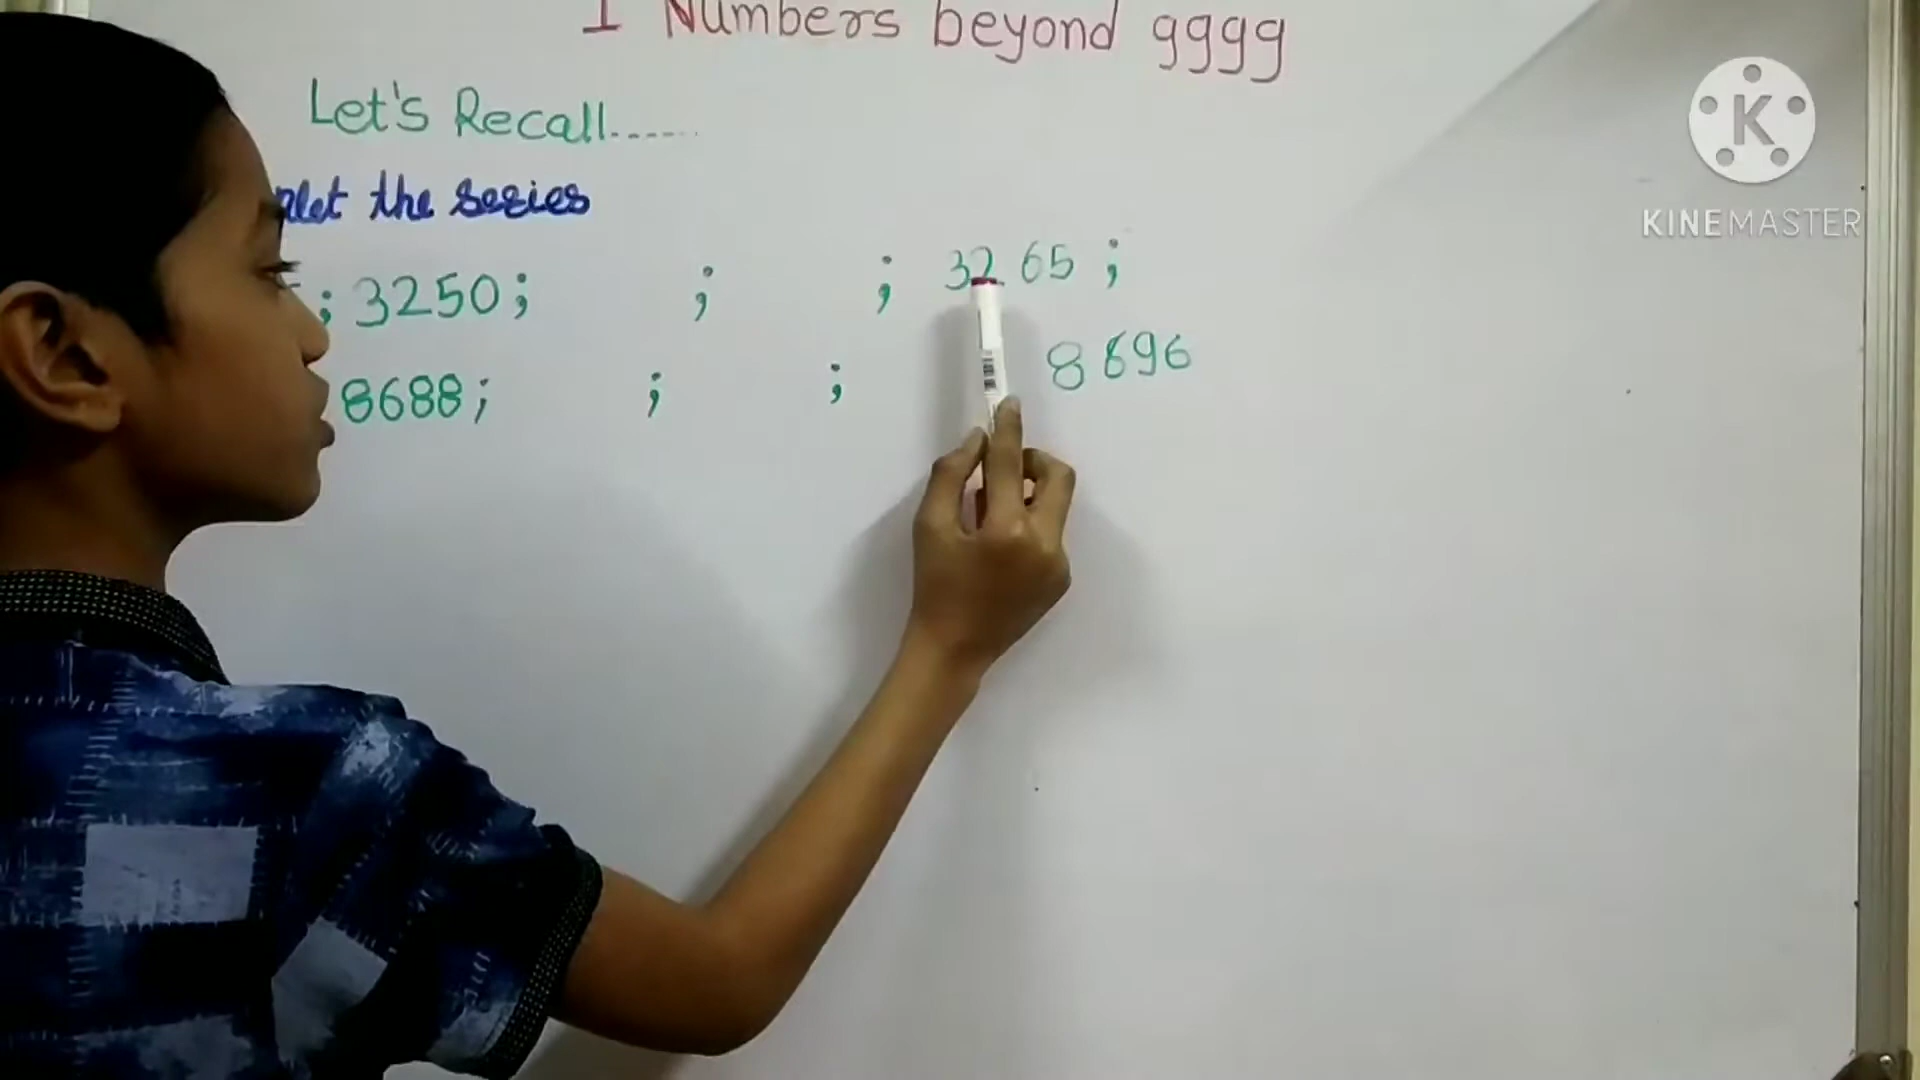 1 Numbers beyond 9999
Let's Recall......
the series
; 3250; ; ; 3265 ;
8688; ; ; 8696
KINEMASTER